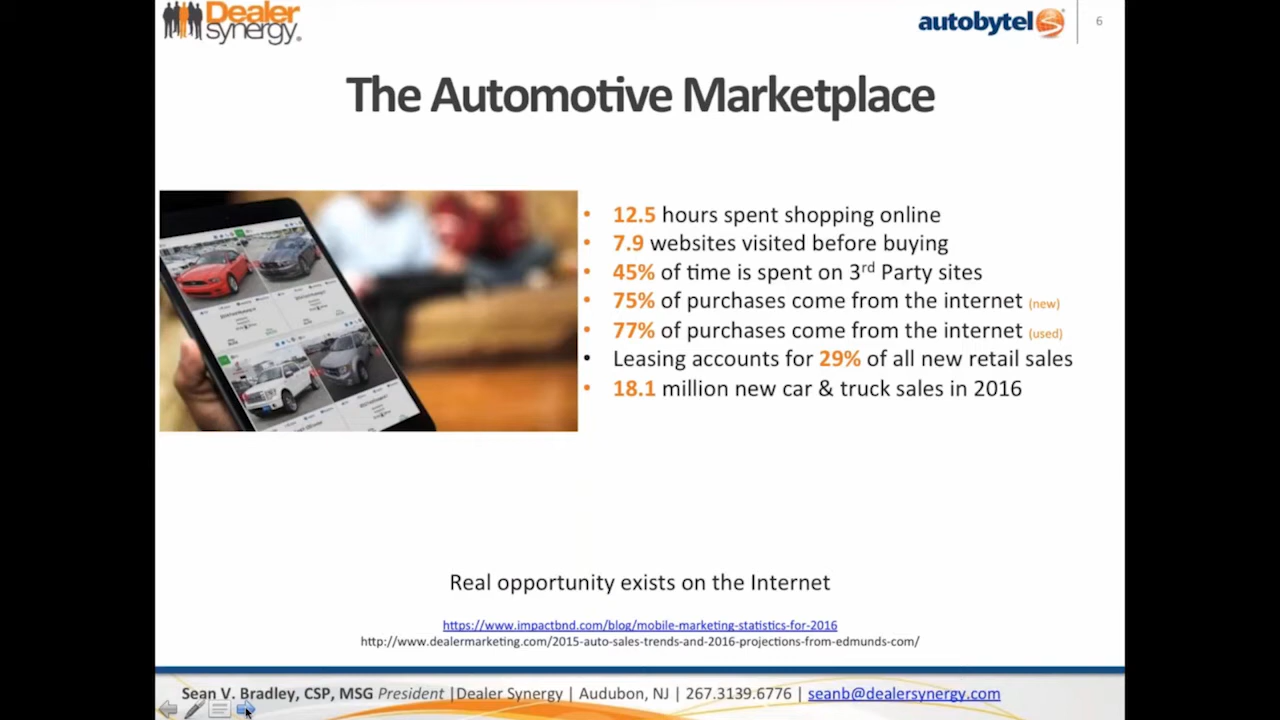 Dealer synergy.
autobytel
6
The Automotive Marketplace
• 12.5 hours spent shopping online
• 7.9 websites visited before buying
• 45% of time is spent on 3rd Party sites
• 75% of purchases come from the internet (new)
• 77% of purchases come from the internet (used)
• Leasing accounts for 29% of all new retail sales
• 18.1 million new car & truck sales in 2016
Real opportunity exists on the Internet
https://www.impactbnd.com/blog/mobile-marketing-statistics-for-2016
http://www.dealermarketing.com/2015-auto-sales-trends-and-2016-projections-from-edmunds-com/
Sean V. Bradley, CSP, MSG President |Dealer Synergy | Audubon, NJ | 267.3139.6776 | seanb@dealersynergy.com